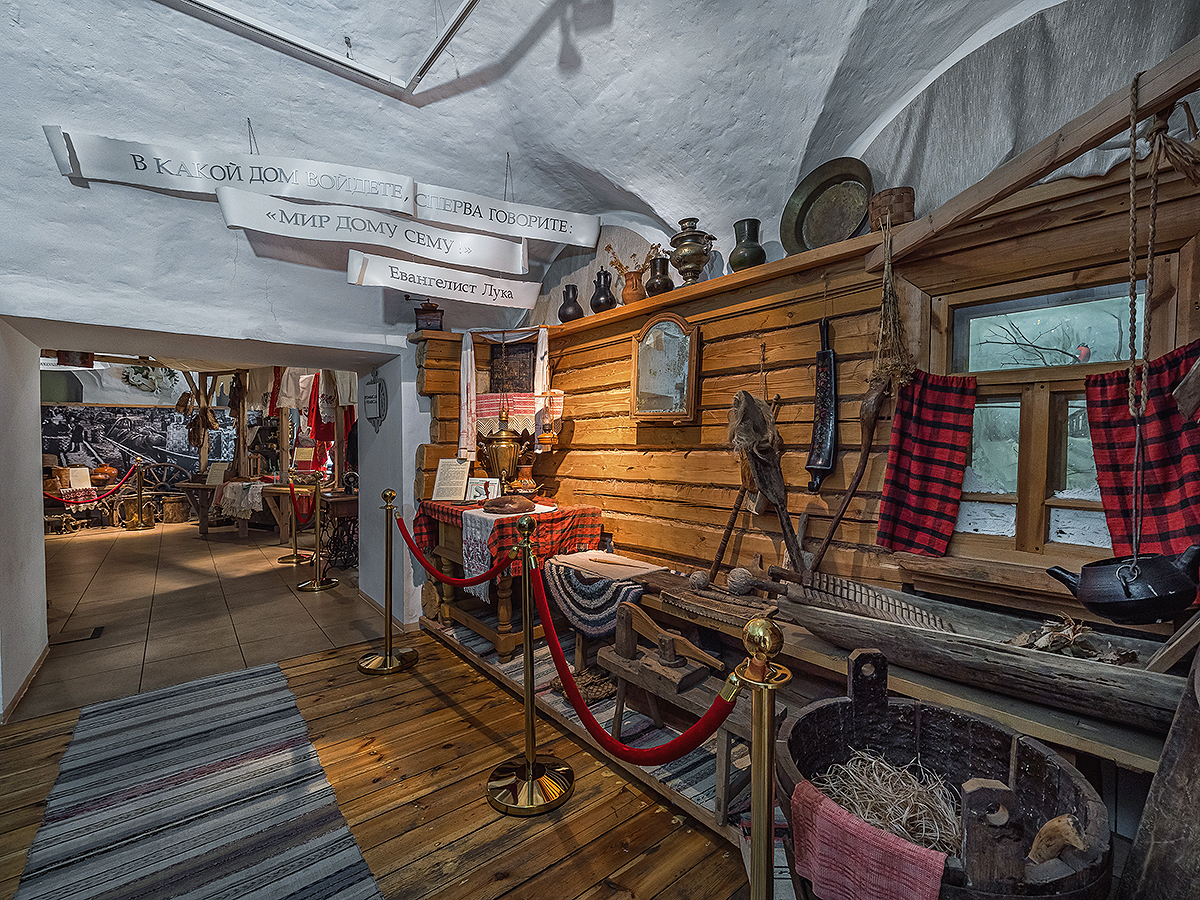 В КАКОЙ ДОМ ВОЙДЕТЕ, СПЕРВА ГОВОРИТЕ:
«МИР ДОМУ СЕМУ!»
ЕВАНГЕЛИСТ ЛУКА